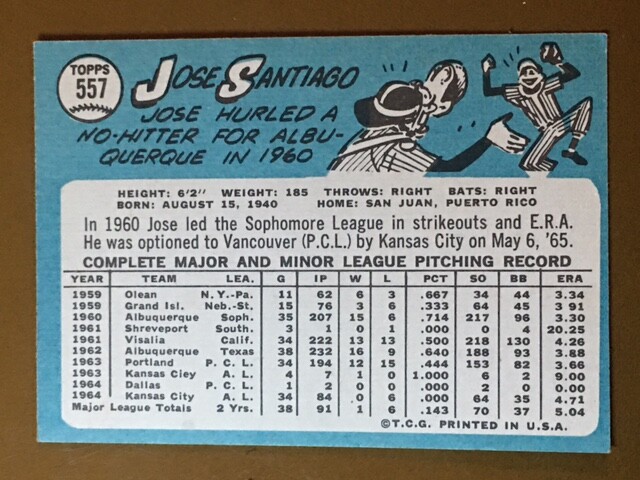 TOPPS
557
JOSE SANTIAGO
JOSE HURLED A
NO-HITTER FOR ALBU-
QUERQUE IN 1960
HEIGHT: 6'2" WEIGHT: 185 THROWS: RIGHT BATS: RIGHT
BORN: AUGUST 15, 1940 HOME: SAN JUAN, PUERTO RICO
In 1960 Jose led the Sophomore League in strikeouts and E.R.A.
He was optioned to Vancouver (P.C.L.) by Kansas City on May 6, '65.
COMPLETE MAJOR AND MINOR LEAGUE PITCHING RECORD
YEAR TEAM LEA. G IP W L PCT SO BB ERA
1959 Olean N.Y.-Pa. 11 62 6 3 .667 34 44 3.34
1959 Grand Isl. Neb.-St. 15 76 3 6 .333 64 45 3 91
1960 Albuquerque Soph. 35 207 15 6 .714 217 96 3.30
1961 Shreveport South. 3 1 0 1 .000 0 4 20.25
1961 Visalia Calif. 34 222 13 13 .500 218 130 4.26
1962 Albuquerque Texas 38 232 16 9 .640 188 93 3.88
1963 Portland P. C. L. 34 194 12 15 .444 153 82 3.66
1963 Kansas Ciey A. L. 4 7 1 0 1.000 6 2 9.00
1964 Dallas P. C. L. 1 2 0 0 .000 2 0 0.00
1964 Kansas City A. L. 34 84 0 6 .000 64 35 4.71
Major League Totals 2 Yrs. 38 91 1 6 .143 70 37 5.04
©T.C.G. PRINTED IN U.S.A.